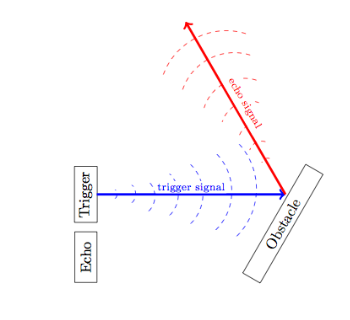 echo signal
trigger signal
Trigger
Echo
Obstacle